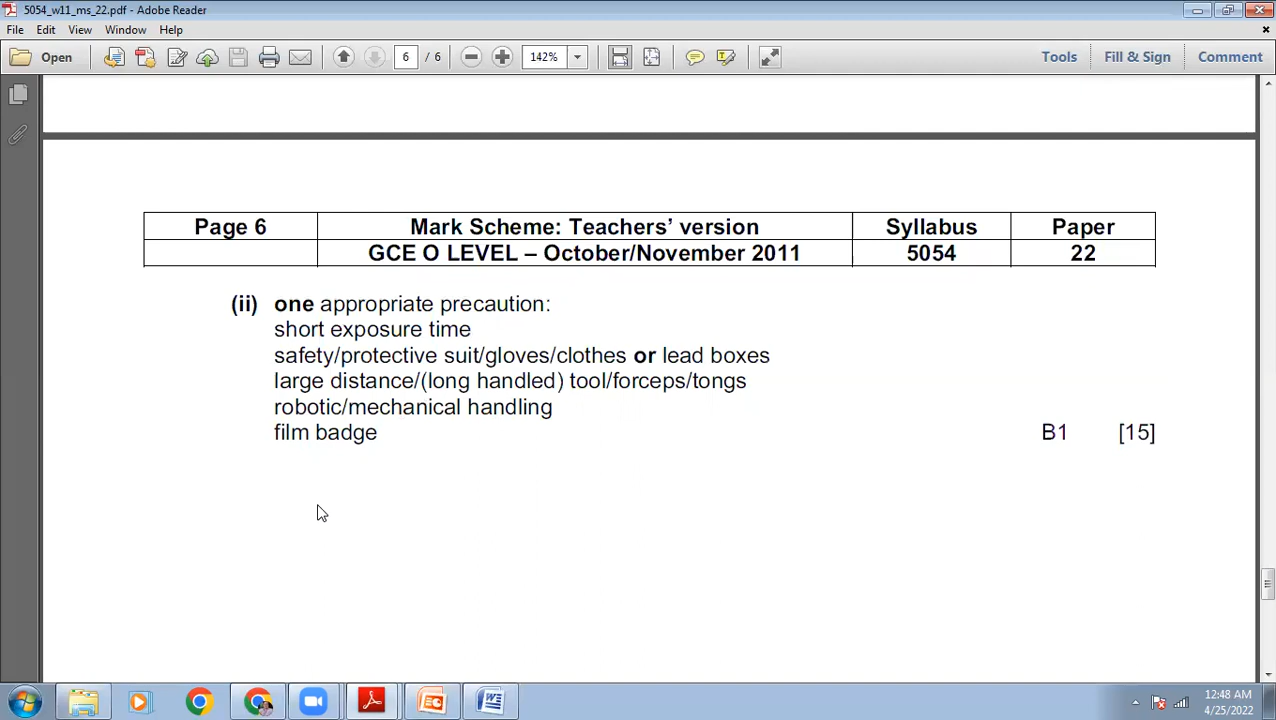 5054_w11_ms_22.pdf - Adobe Reader
File Edit View Window Help
Open 6 / 6 142% Tools Fill & Sign Comment
Page 6 Mark Scheme: Teachers’ version Syllabus Paper
GCE O LEVEL – October/November 2011 5054 22
(ii) one appropriate precaution:
short exposure time
safety/protective suit/gloves/clothes or lead boxes
large distance/(long handled) tool/forceps/tongs
robotic/mechanical handling
film badge B1 [15]
12:48 AM
4/25/2022